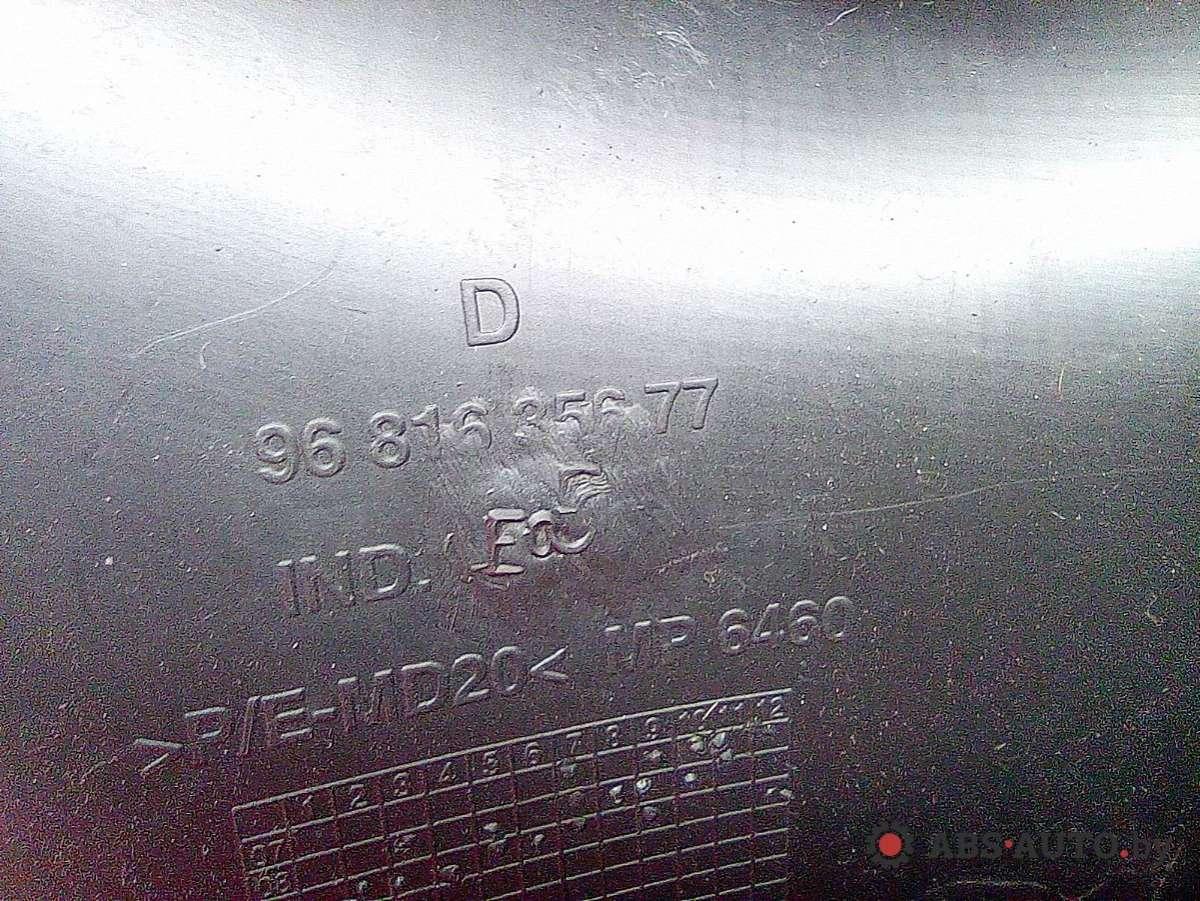 D
96 816 356 77
IND.
>P/E-MD20< MP 6460
1 2 3 4 5 6 7 8 9 10 11 12
07
08
ABS-AUTO.by